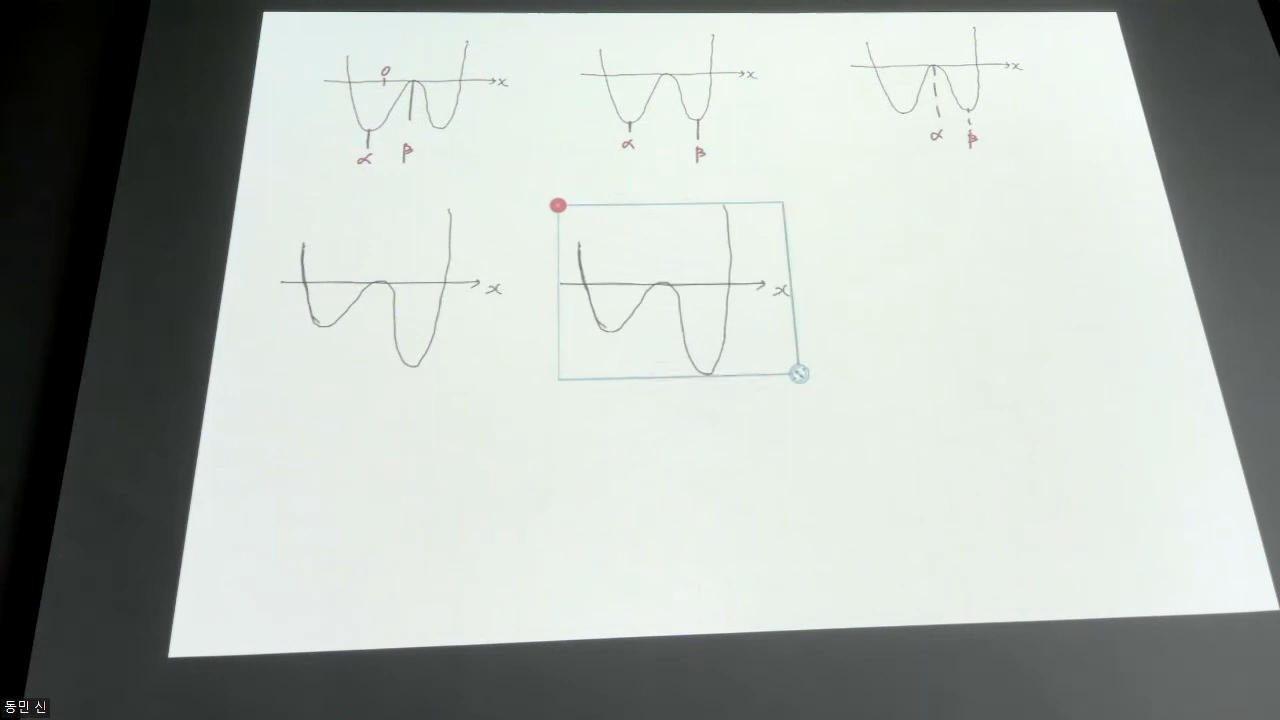 0 x x x
α β α β α β
x x
동민 신